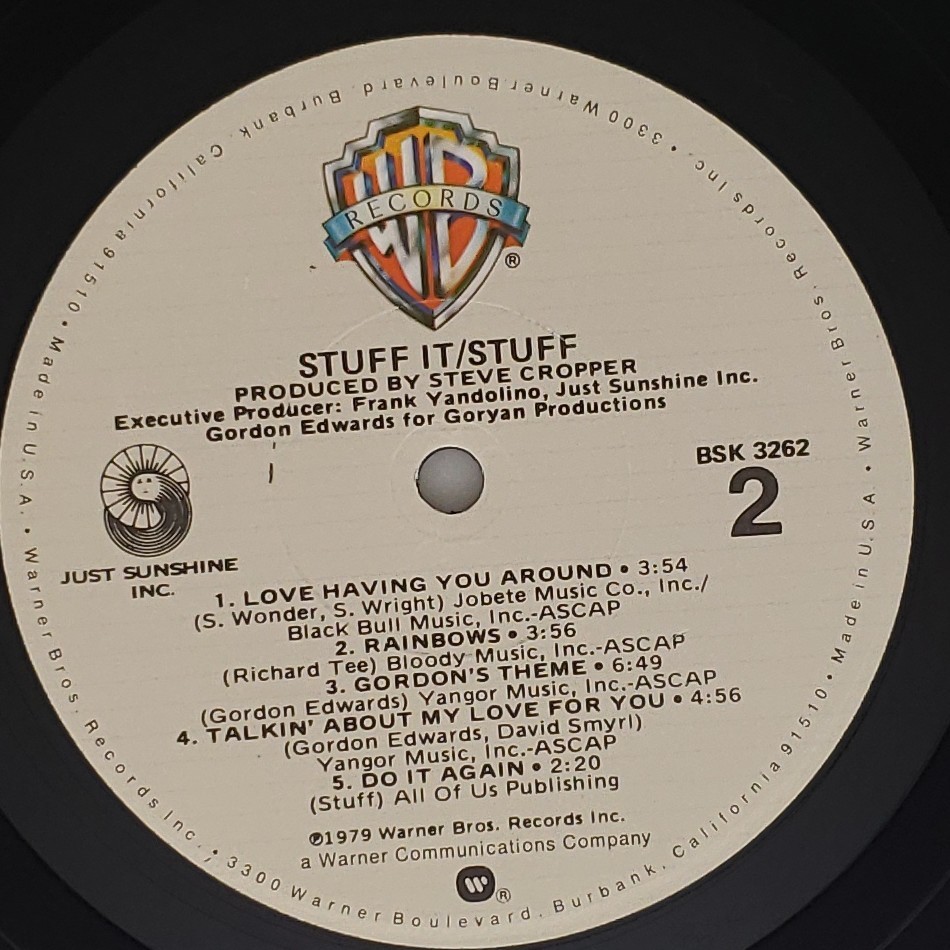 WB
RECORDS
®
STUFF IT/STUFF
PRODUCED BY STEVE CROPPER
Executive Producer: Frank Yandolino, Just Sunshine Inc.
Gordon Edwards for Goryan Productions
BSK 3262
2
JUST SUNSHINE
INC.
1. LOVE HAVING YOU AROUND • 3:54
(S. Wonder, S. Wright) Jobete Music Co., Inc./
Black Bull Music, Inc.-ASCAP
2. RAINBOWS • 3:56
(Richard Tee) Bloody Music, Inc.-ASCAP
3. GORDON'S THEME • 6:49
(Gordon Edwards) Yangor Music, Inc.-ASCAP
4. TALKIN' ABOUT MY LOVE FOR YOU • 4:56
(Gordon Edwards, David Smyrl)
Yangor Music, Inc.-ASCAP
5. DO IT AGAIN • 2:20
(Stuff) All Of Us Publishing
℗1979 Warner Bros. Records Inc.
a Warner Communications Company
W ®
Warner Bros. Records Inc. • 3300 Warner Boulevard. Burbank. California 91510 • Made in U.S.A. • Warner Bros. Records Inc. • 3300 Warner Boulevard. Burbank. California 91510 • Made in U.S.A. •